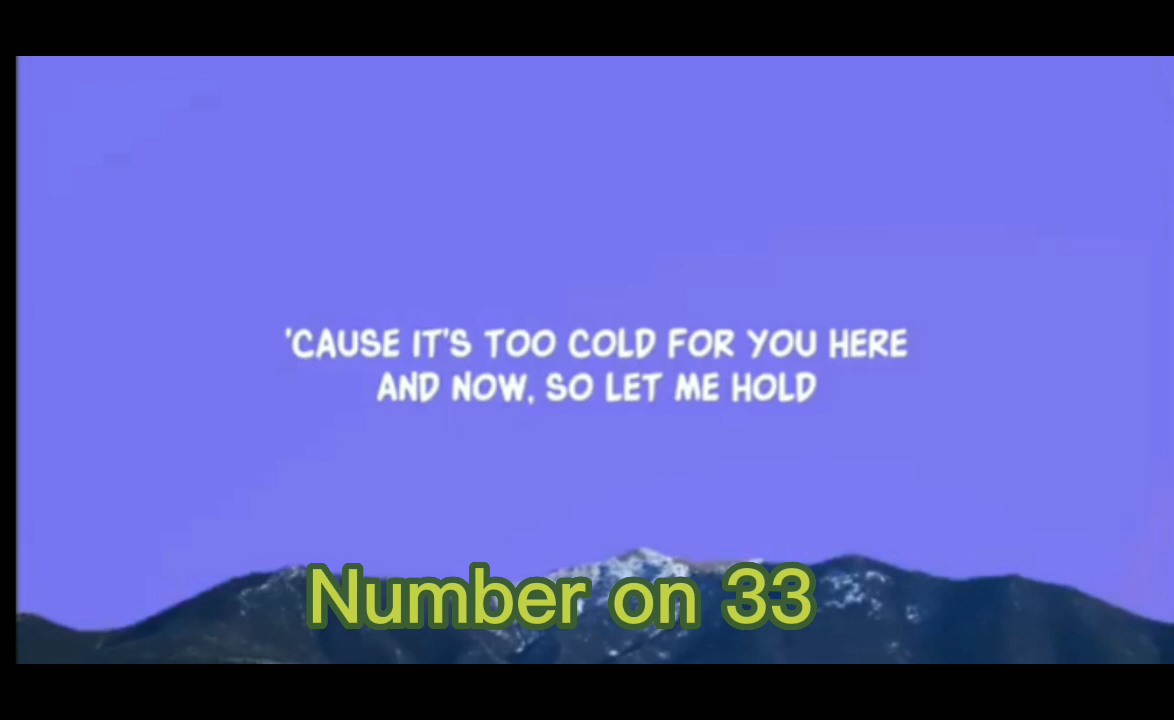 'CAUSE IT'S TOO COLD FOR YOU HERE
AND NOW, SO LET ME HOLD
Number on 33